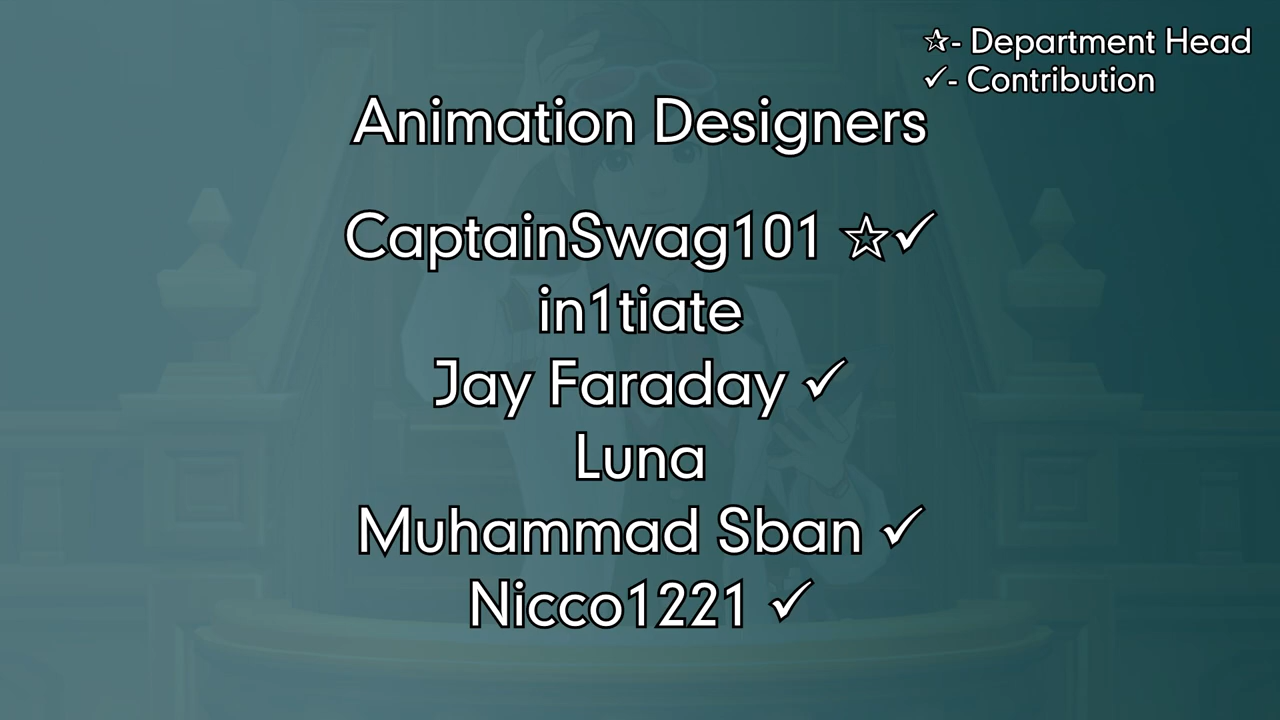 ☆- Department Head
✓- Contribution
Animation Designers
CaptainSwag101 ☆✓
in1tiate
Jay Faraday ✓
Luna
Muhammad Sban ✓
Nicco1221 ✓